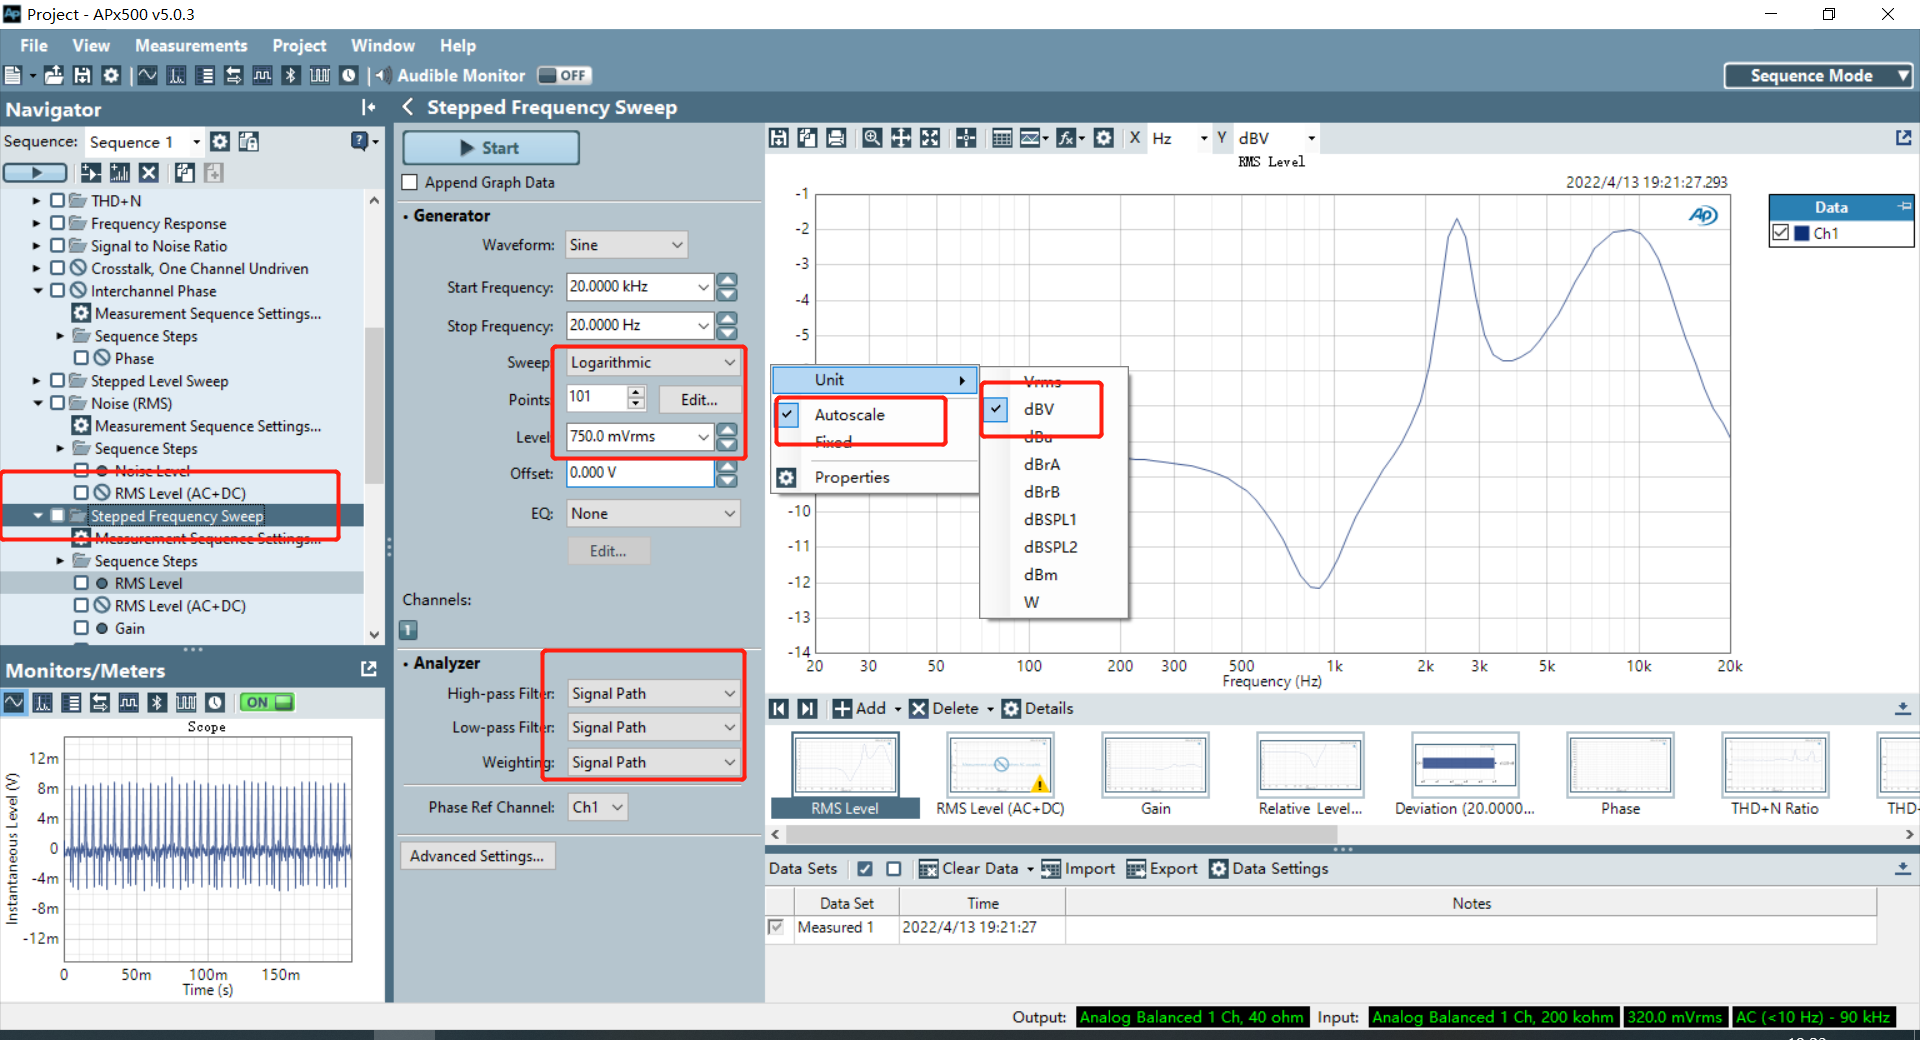 Project - APx500 v5.0.3
File View Measurements Project Window Help
Audible Monitor OFF
Sequence Mode
Navigator
Sequence: Sequence 1
THD+N
Frequency Response
Signal to Noise Ratio
Crosstalk, One Channel Undriven
Interchannel Phase
Measurement Sequence Settings...
Sequence Steps
Phase
Stepped Level Sweep
Noise (RMS)
Measurement Sequence Settings...
Sequence Steps
Noise Level
RMS Level (AC+DC)
Stepped Frequency Sweep
Measurement Sequence Settings...
Sequence Steps
RMS Level
RMS Level (AC+DC)
Gain
Monitors/Meters
ON
Scope
Instantaneous Level (V)
12m
8m
4m
0
-4m
-8m
-12m
0 50m 100m 150m
Time (s)
Stepped Frequency Sweep
Start
Append Graph Data
Generator
Waveform: Sine
Start Frequency: 20.0000 kHz
Stop Frequency: 20.0000 Hz
Sweep: Logarithmic
Points: 101 Edit...
Level: 750.0 mVrms
Offset: 0.000 V
EQ: None
Edit...
Channels:
1
Analyzer
High-pass Filter: Signal Path
Low-pass Filter: Signal Path
Weighting: Signal Path
Phase Ref Channel: Ch1
Advanced Settings...
X Hz Y dBV
RMS Level
2022/4/13 19:21:27.293
AP
Data
Ch1
-1
-2
-3
-4
-5
-10
-11
-12
-13
-14
20 30 50 100 200 300 500 1k 2k 3k 5k 10k 20k
Frequency (Hz)
Unit
Autoscale
Fixed
Properties
Vrms
dBV
dBu
dBrA
dBrB
dBSPL1
dBSPL2
dBm
W
Add Delete Details
RMS Level
RMS Level (AC+DC)
Gain
Relative Level...
Deviation (20.0000...
Phase
THD+N Ratio
THD-
Data Sets Clear Data Import Export Data Settings
Data Set Time Notes
Measured 1 2022/4/13 19:21:27
Output: Analog Balanced 1 Ch, 40 ohm Input: Analog Balanced 1 Ch, 200 kohm 320.0 mVrms AC (<10 Hz) - 90 kHz